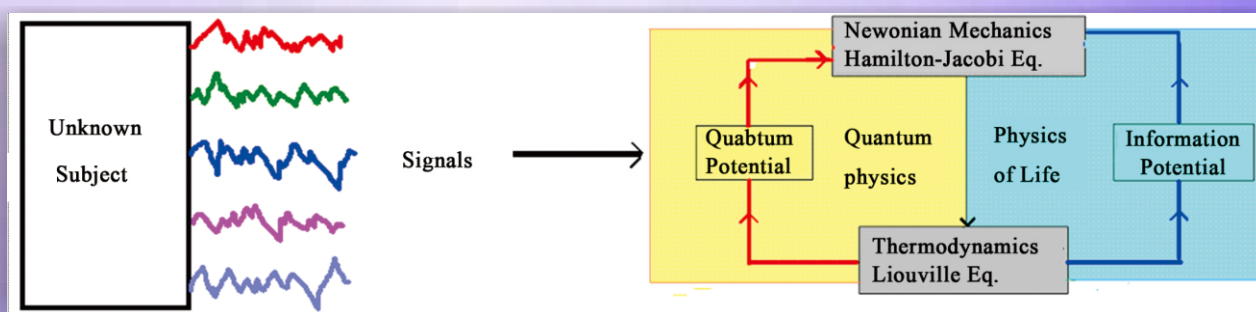 Unknown
Subject
Signals
Newonian Mechanics
Hamilton-Jacobi Eq.
Quabtum
Potential
Quantum
physics
Physics
of Life
Information
Potential
Thermodynamics
Liouville Eq.